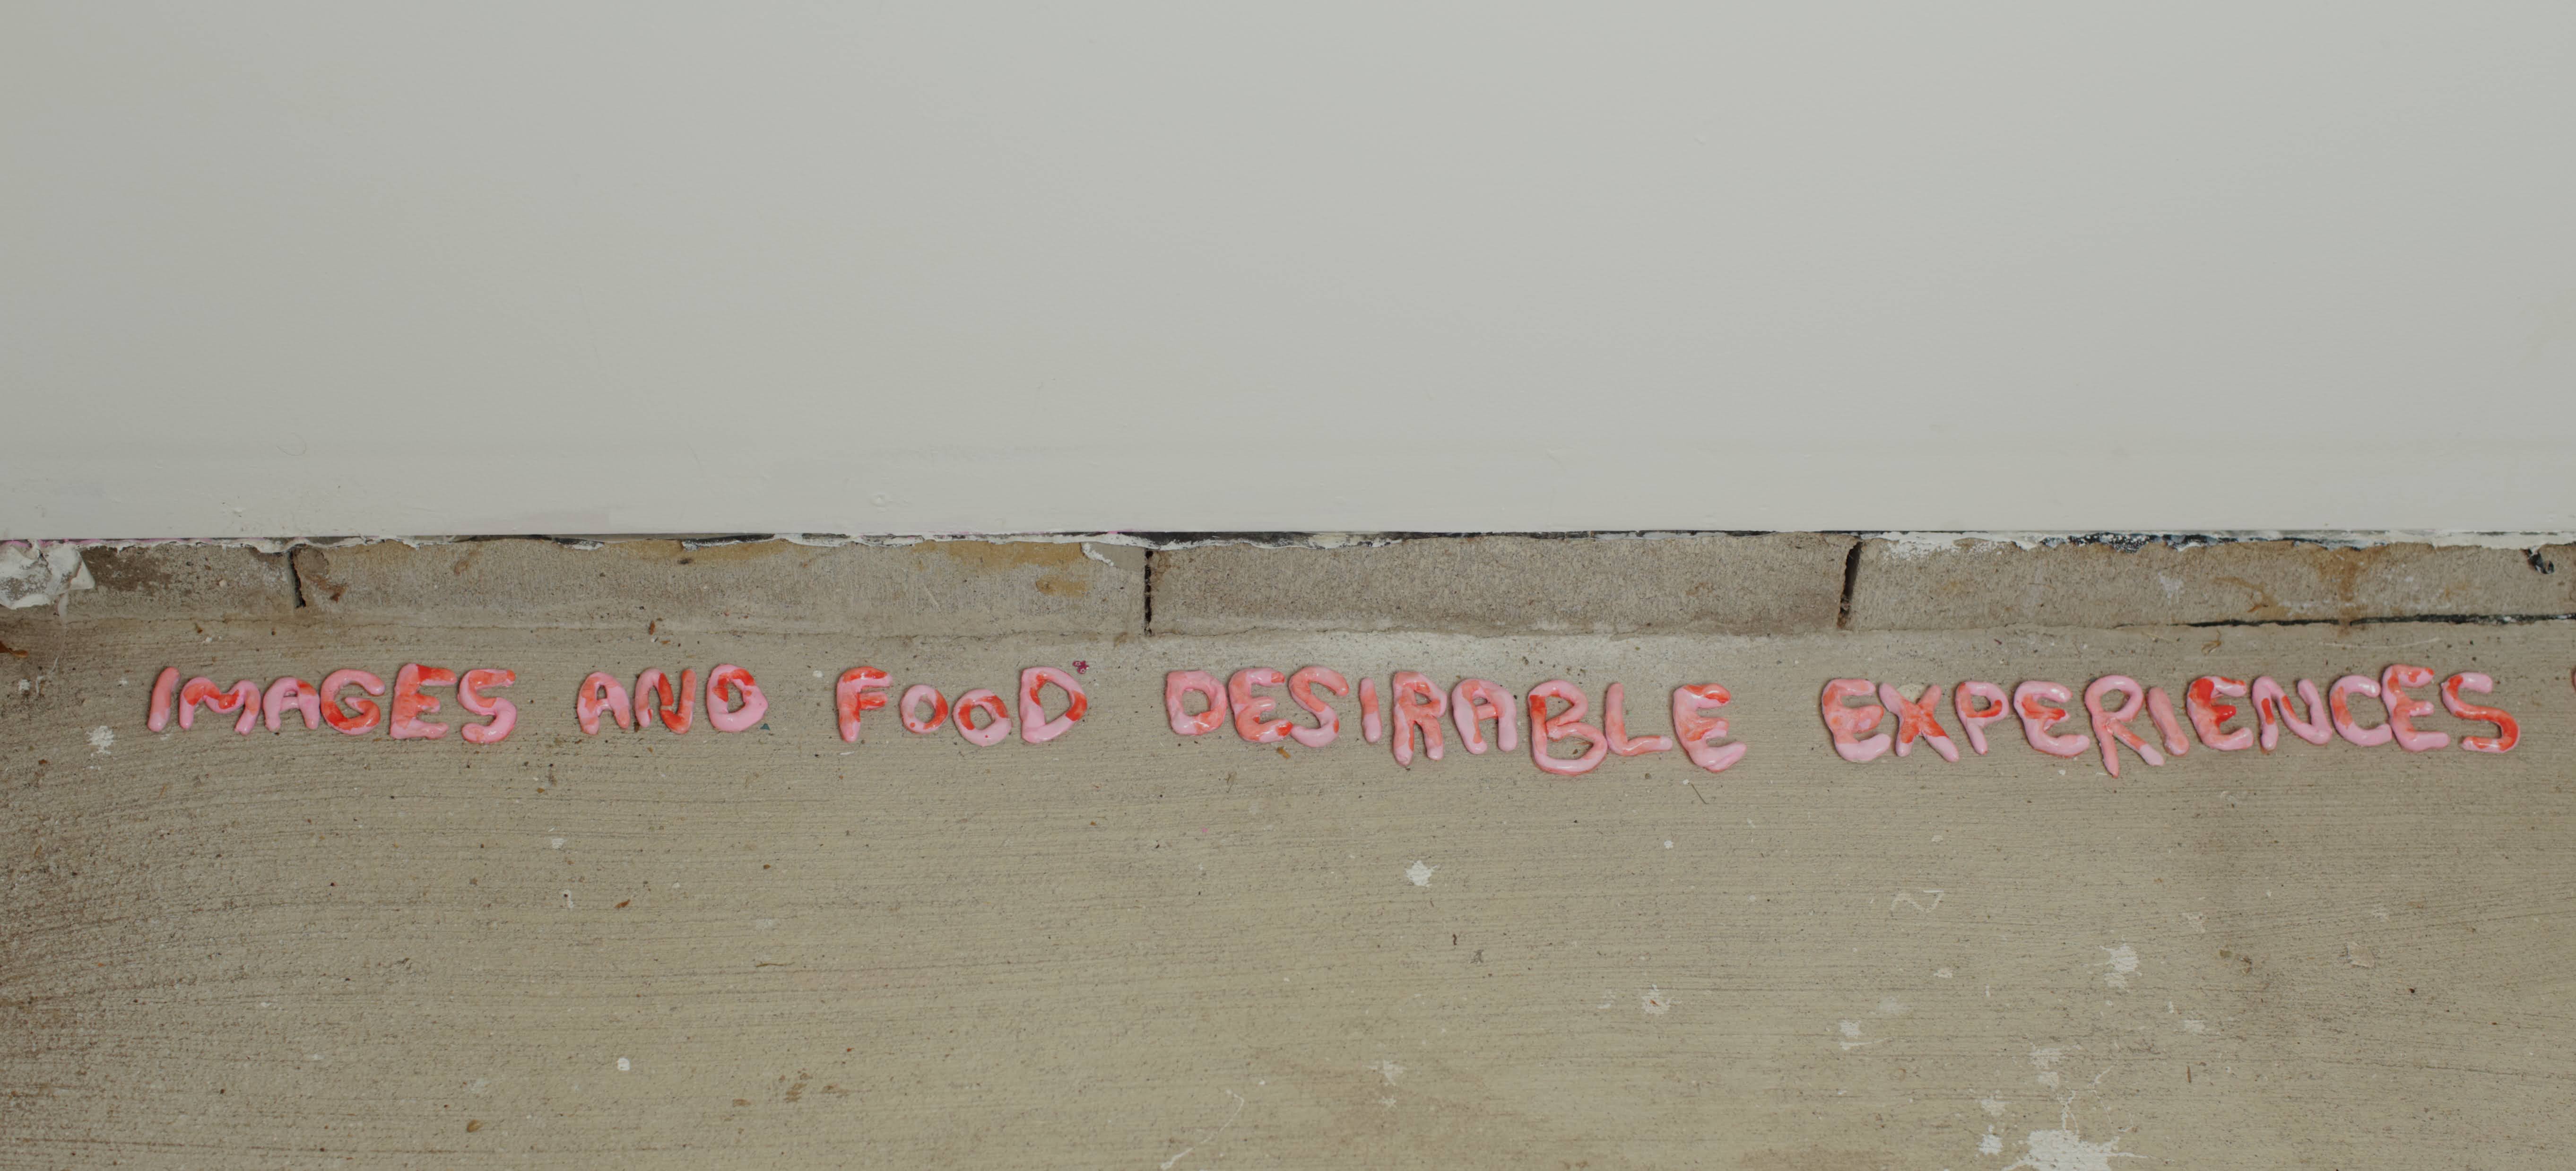 IMAGES AND FOOD DESIRABLE EXPERIENCES